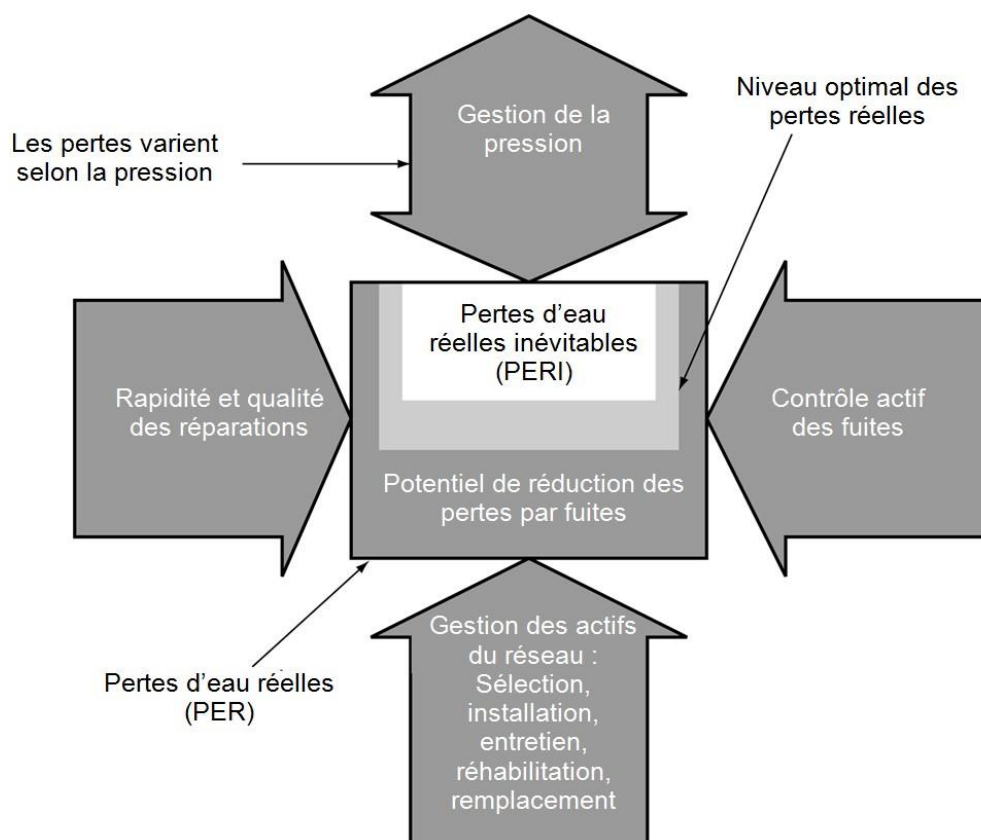 Gestion de la
pression
Niveau optimal des
pertes réelles
Les pertes varient
selon la pression
Pertes d’eau
réelles inévitables
(PERI)
Rapidité et qualité
des réparations
Contrôle actif
des fuites
Potentiel de réduction des
pertes par fuites
Gestion des actifs
du réseau :
Sélection,
installation,
entretien,
réhabilitation,
remplacement
Pertes d’eau réelles
(PER)